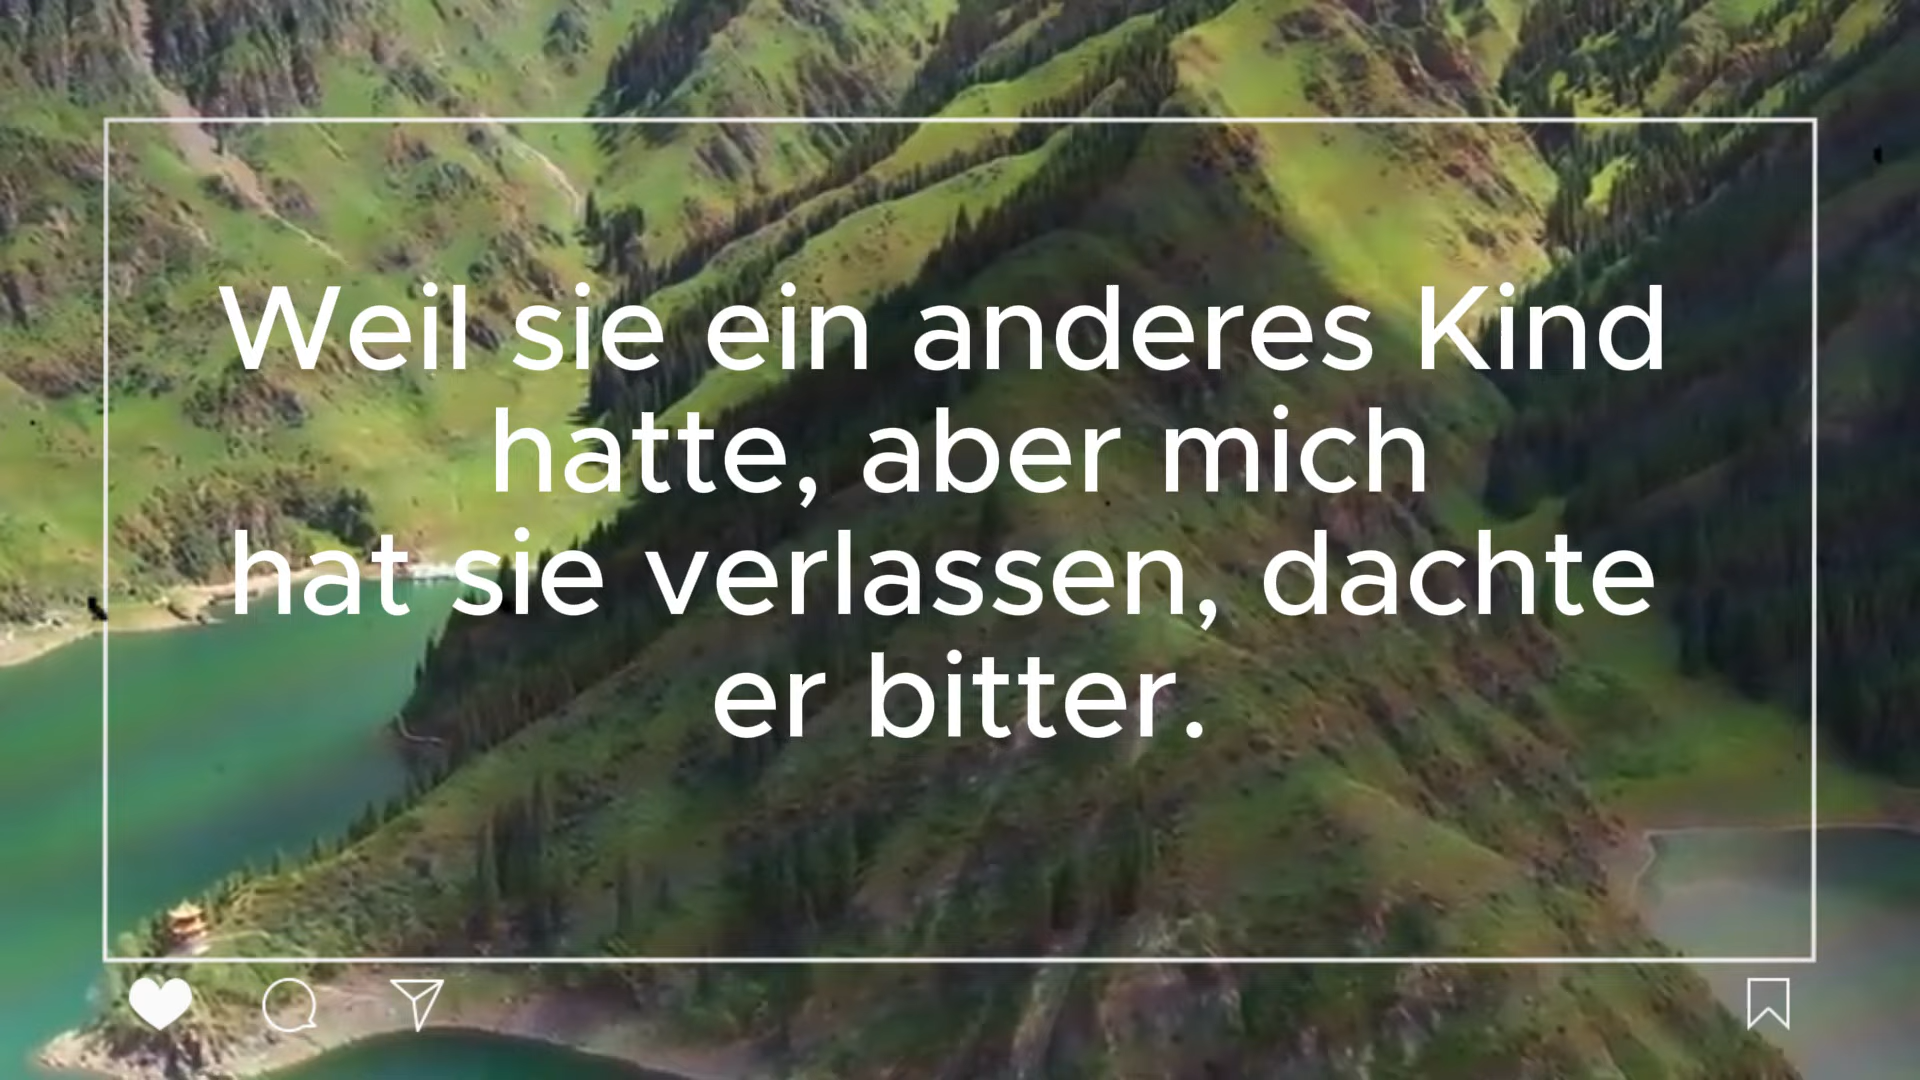 Weil sie ein anderes Kind
hatte, aber mich
hat sie verlassen, dachte
er bitter.